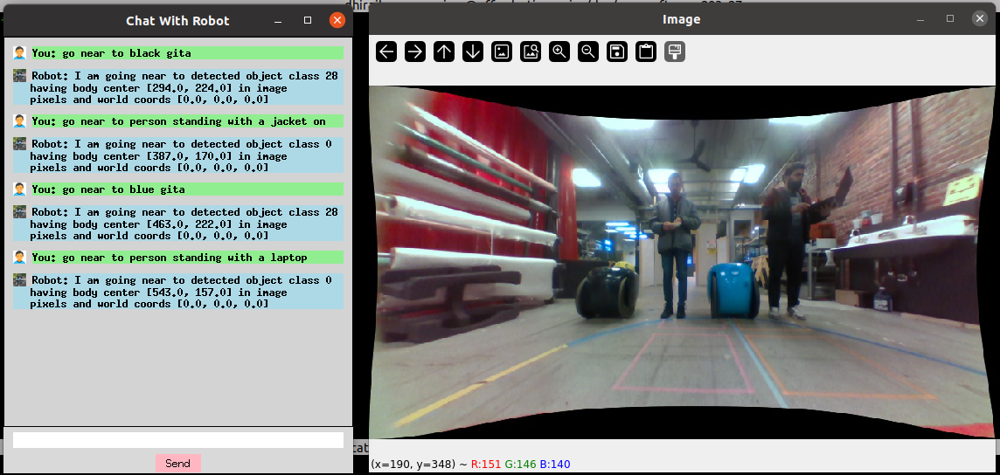 Chat With Robot
You: go near to black gita
Robot: I am going near to detected object class 28
having body center [294.0, 224.0] in image
pixels and world coords [0.0, 0.0, 0.0]
You: go near to person standing with a jacket on
Robot: I am going near to detected object class 0
having body center [387.0, 170.0] in image
pixels and world coords [0.0, 0.0, 0.0]
You: go near to blue gita
Robot: I am going near to detected object class 28
having body center [463.0, 222.0] in image
pixels and world coords [0.0, 0.0, 0.0]
You: go near to person standing with a laptop
Robot: I am going near to detected object class 0
having body center [543.0, 157.0] in image
pixels and world coords [0.0, 0.0, 0.0]
Send
Image
cat
(x=190, y=348) ~ R:151 G:146 B:140